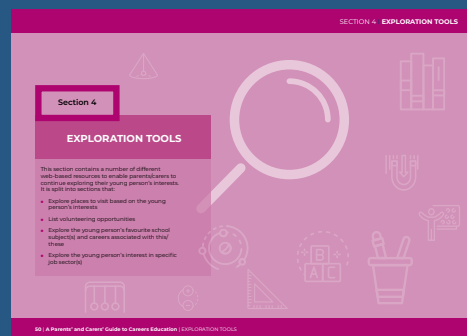 SECTION 4 EXPLORATION TOOLS
Section 4
EXPLORATION TOOLS
This section contains a number of different
web-based resources to enable parents/carers to
continue exploring their young person's interests.
It is split into sections that:
• Explore places to visit based on the young
person's interests
• List volunteering opportunities
• Explore the young person's favourite school
subject(s) and careers associated with this/
these
• Explore the young person's interest in specific
job sector(s)
B
A C
50 | A Parents' and Carers' Guide to Careers Education | EXPLORATION TOOLS